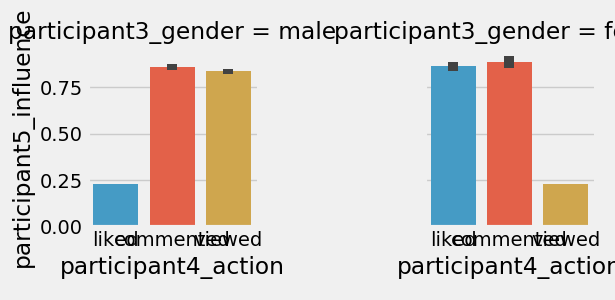 participant3_gender = male
participant3_gender = fe
participant5_influence
0.75
0.50
0.25
0.00
liked
commented
viewed
liked
commented
viewed
participant4_action
participant4_action